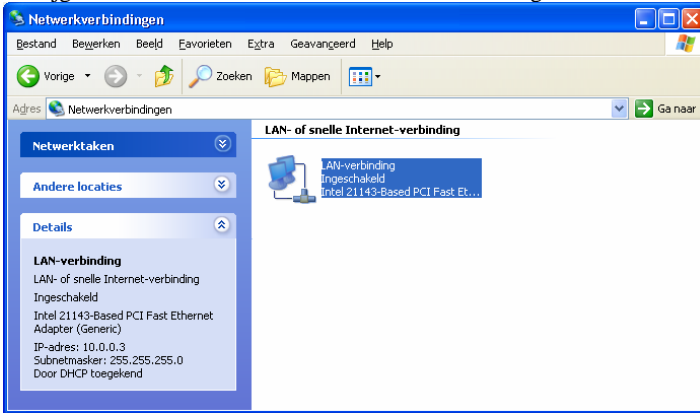 Netwerkverbindingen
Bestand Bewerken Beeld Favorieten Extra Geavanceerd Help
Vorige Zoeken Mappen
Adres Netwerkverbindingen Ga naar
Netwerktaken
Andere locaties
Details
LAN-verbinding
LAN- of snelle Internet-verbinding
Ingeschakeld
Intel 21143-Based PCI Fast Ethernet
Adapter (Generic)
IP-adres: 10.0.0.3
Subnetmasker: 255.255.255.0
Door DHCP toegekend
LAN- of snelle Internet-verbinding
LAN-verbinding
Ingeschakeld
Intel 21143-Based PCI Fast Et...